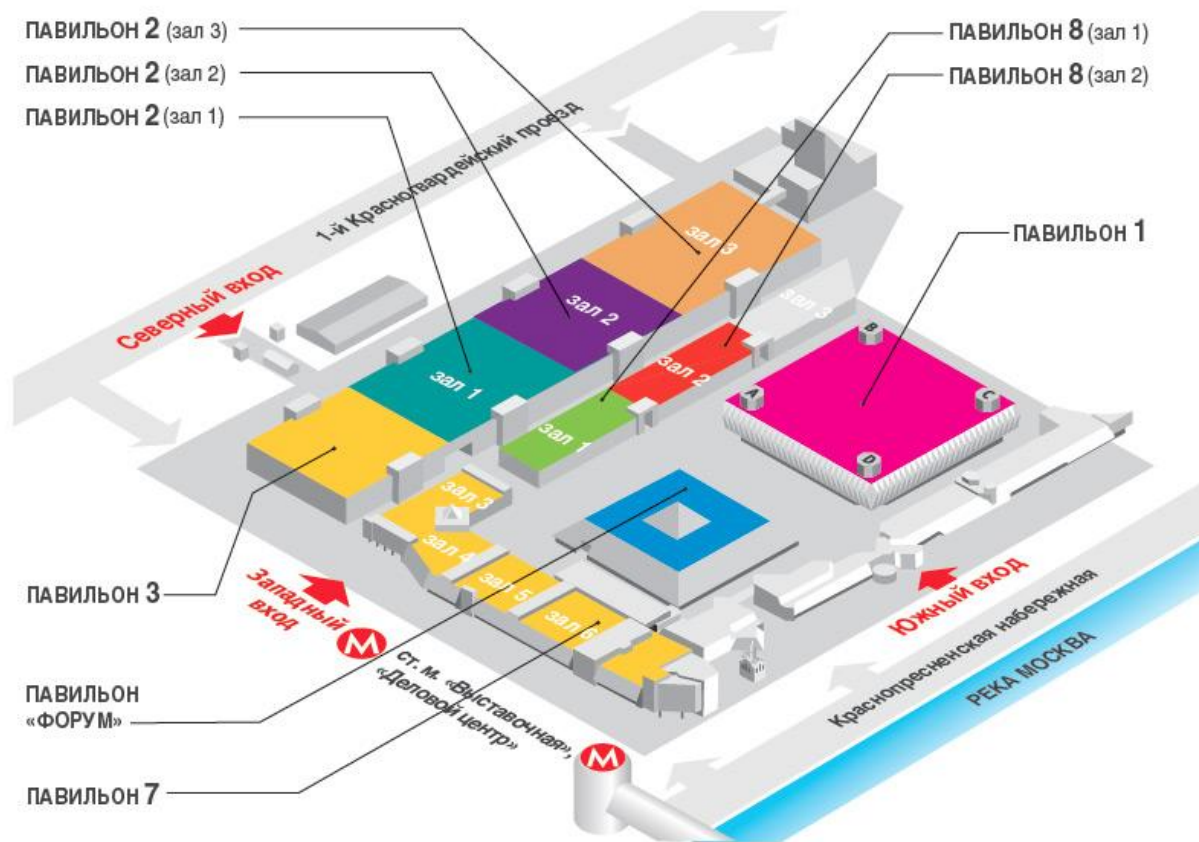 ПАВИЛЬОН 2 (зал 3)
ПАВИЛЬОН 2 (зал 2)
ПАВИЛЬОН 2 (зал 1)
ПАВИЛЬОН 8 (зал 1)
ПАВИЛЬОН 8 (зал 2)
1-й Красногвардейский проезд
ПАВИЛЬОН 1
Северный вход
зал 3
зал 2
зал 1
зал 3
зал 2
зал 1
B
A
C
D
зал 3
зал 4
зал 5
зал 6
ПАВИЛЬОН 3
Западный
вход
М
ст. м. «Выставочная»,
«Деловой центр»
М
Южный вход
Краснопресненская набережная
РЕКА МОСКВА
ПАВИЛЬОН
«ФОРУМ»
ПАВИЛЬОН 7